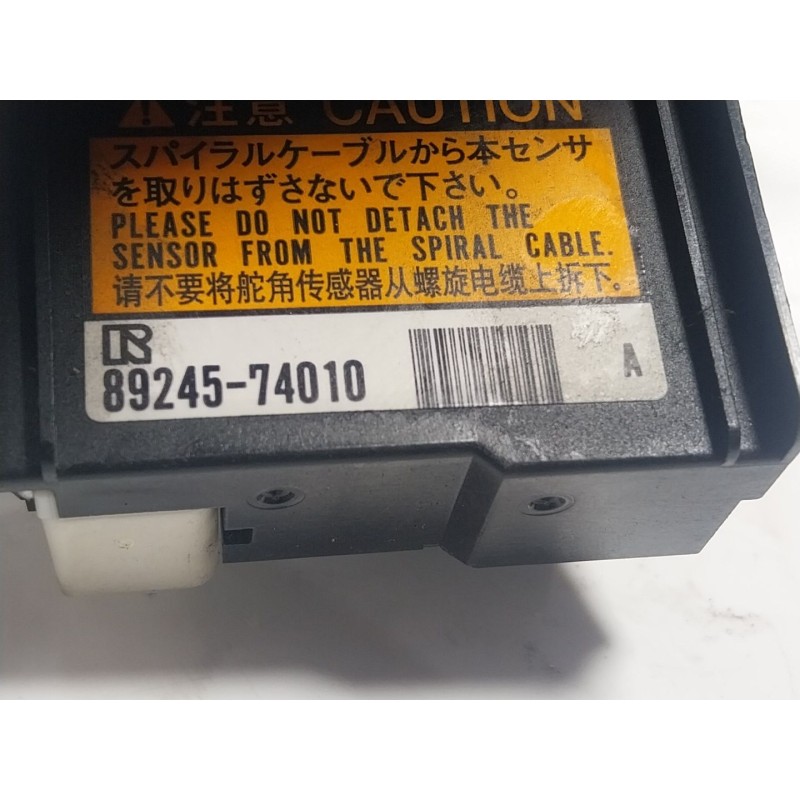 注意 CAUTION
スパイラルケーブルから本センサ
を取りはずさないで下さい。
PLEASE DO NOT DETACH THE
SENSOR FROM THE SPIRAL CABLE.
请不要将舵角传感器从螺旋电缆上拆下。
R
89245-74010 A